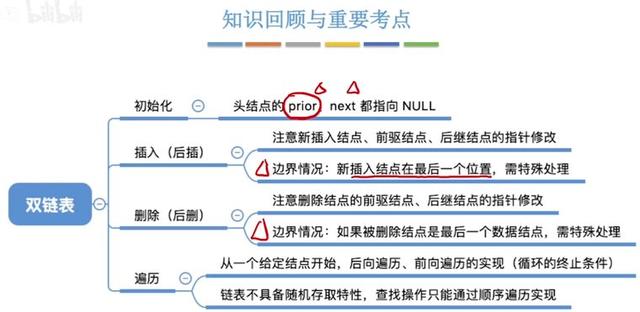 知识回顾与重要考点
初始化
头结点的 prior、next 都指向 NULL
插入（后插）
注意新插入结点、前驱结点、后继结点的指针修改
边界情况：新插入结点在最后一个位置，需特殊处理
双链表
删除（后删）
注意删除结点的前驱结点、后继结点的指针修改
边界情况：如果被删除结点是最后一个数据结点，需特殊处理
遍历
从一个给定结点开始，后向遍历、前向遍历的实现（循环的终止条件）
链表不具备随机存取特性，查找操作只能通过顺序遍历实现